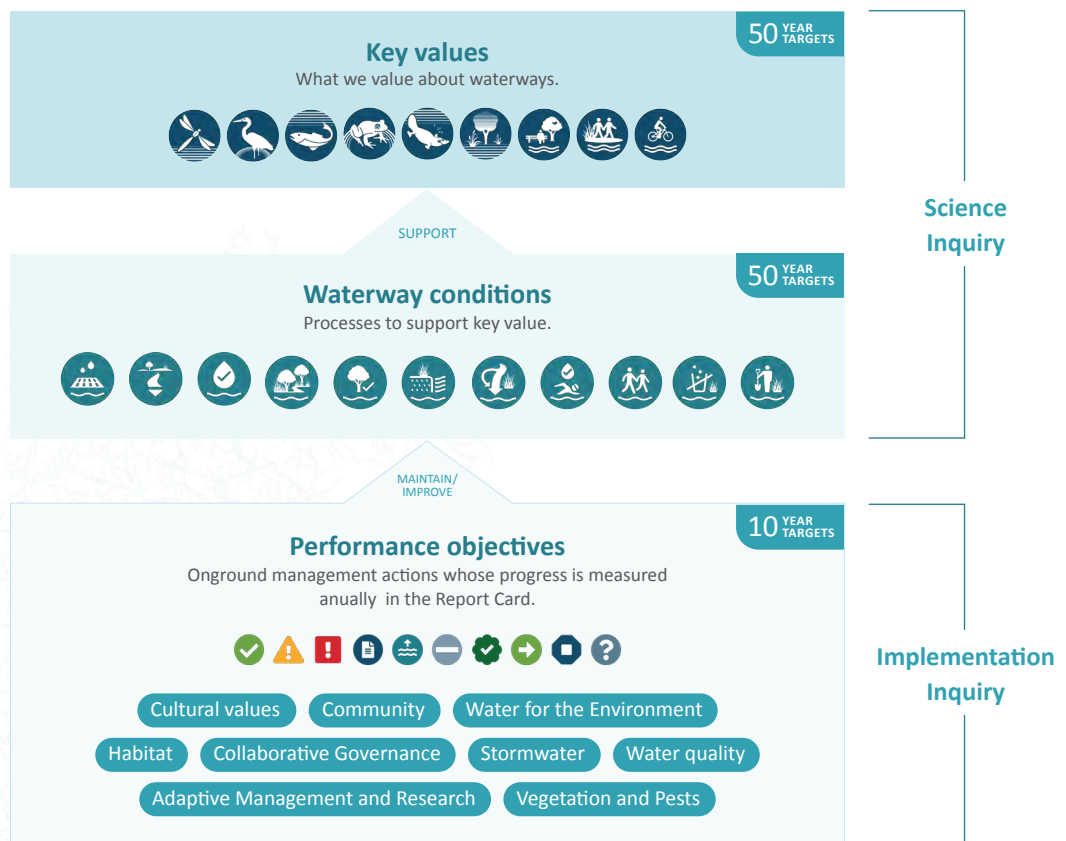 50 YEAR TARGETS
Key values
What we value about waterways.
SUPPORT
50 YEAR TARGETS
Waterway conditions
Processes to support key value.
Science
Inquiry
MAINTAIN/
IMPROVE
10 YEAR TARGETS
Performance objectives
Onground management actions whose progress is measured
anually in the Report Card.
Cultural values Community Water for the Environment
Habitat Collaborative Governance Stormwater Water quality
Adaptive Management and Research Vegetation and Pests
Implementation
Inquiry